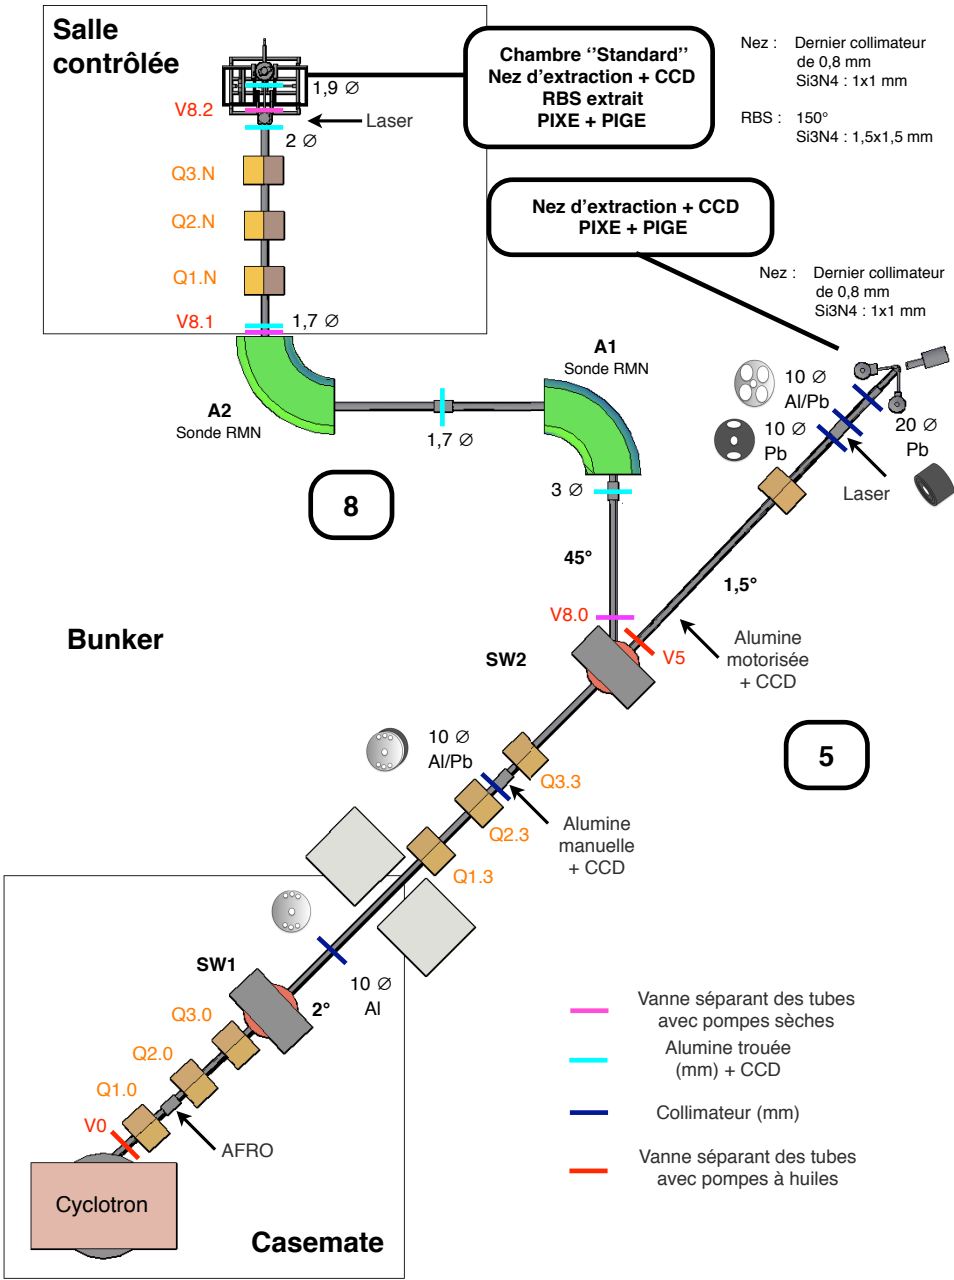 Salle
contrôlée
Chambre ‘’Standard’’
Nez d’extraction + CCD
RBS extrait
PIXE + PIGE
Nez : Dernier collimateur
de 0,8 mm
Si3N4 : 1x1 mm
RBS : 150°
Si3N4 : 1,5x1,5 mm
1,9 ∅
V8.2
Laser
2 ∅
Q3.N
Q2.N
Q1.N
V8.1
1,7 ∅
Nez d’extraction + CCD
PIXE + PIGE
Nez : Dernier collimateur
de 0,8 mm
Si3N4 : 1x1 mm
A1
Sonde RMN
A2
Sonde RMN
1,7 ∅
10 ∅
Al/Pb
10 ∅
Pb
20 ∅
Pb
Laser
3 ∅
8
45°
1,5°
V8.0
V5
SW2
Alumine
motorisée
+ CCD
Bunker
10 ∅
Al/Pb
5
Q3.3
Q2.3
Q1.3
Alumine
manuelle
+ CCD
SW1
2°
10 ∅
Al
Q3.0
Q2.0
Q1.0
V0
AFRO
Cyclotron
Casemate
Vanne séparant des tubes
avec pompes sèches
Alumine trouée
(mm) + CCD
Collimateur (mm)
Vanne séparant des tubes
avec pompes à huiles